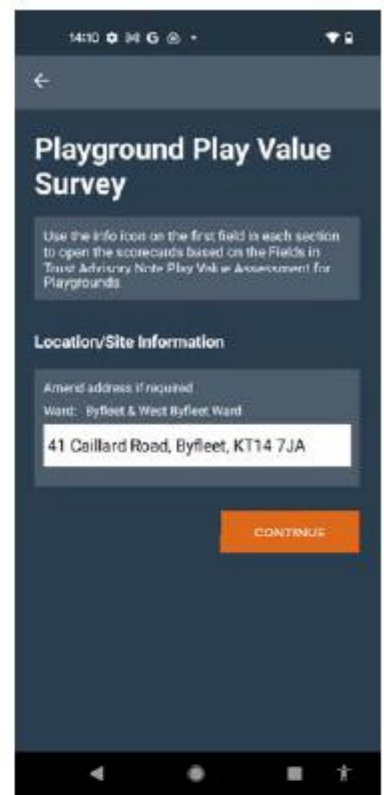 14:10 G
Playground Play Value
Survey
Use the info icon on the first field in each section
to open the scorecards based on the Fields in
Trust Advisory Note Play Value Assessment for
Playgrounds
Location/Site Information
Amend address if required
Ward: Byfleet & West Byfleet Ward
41 Caillard Road, Byfleet, KT14 7JA
CONTINUE